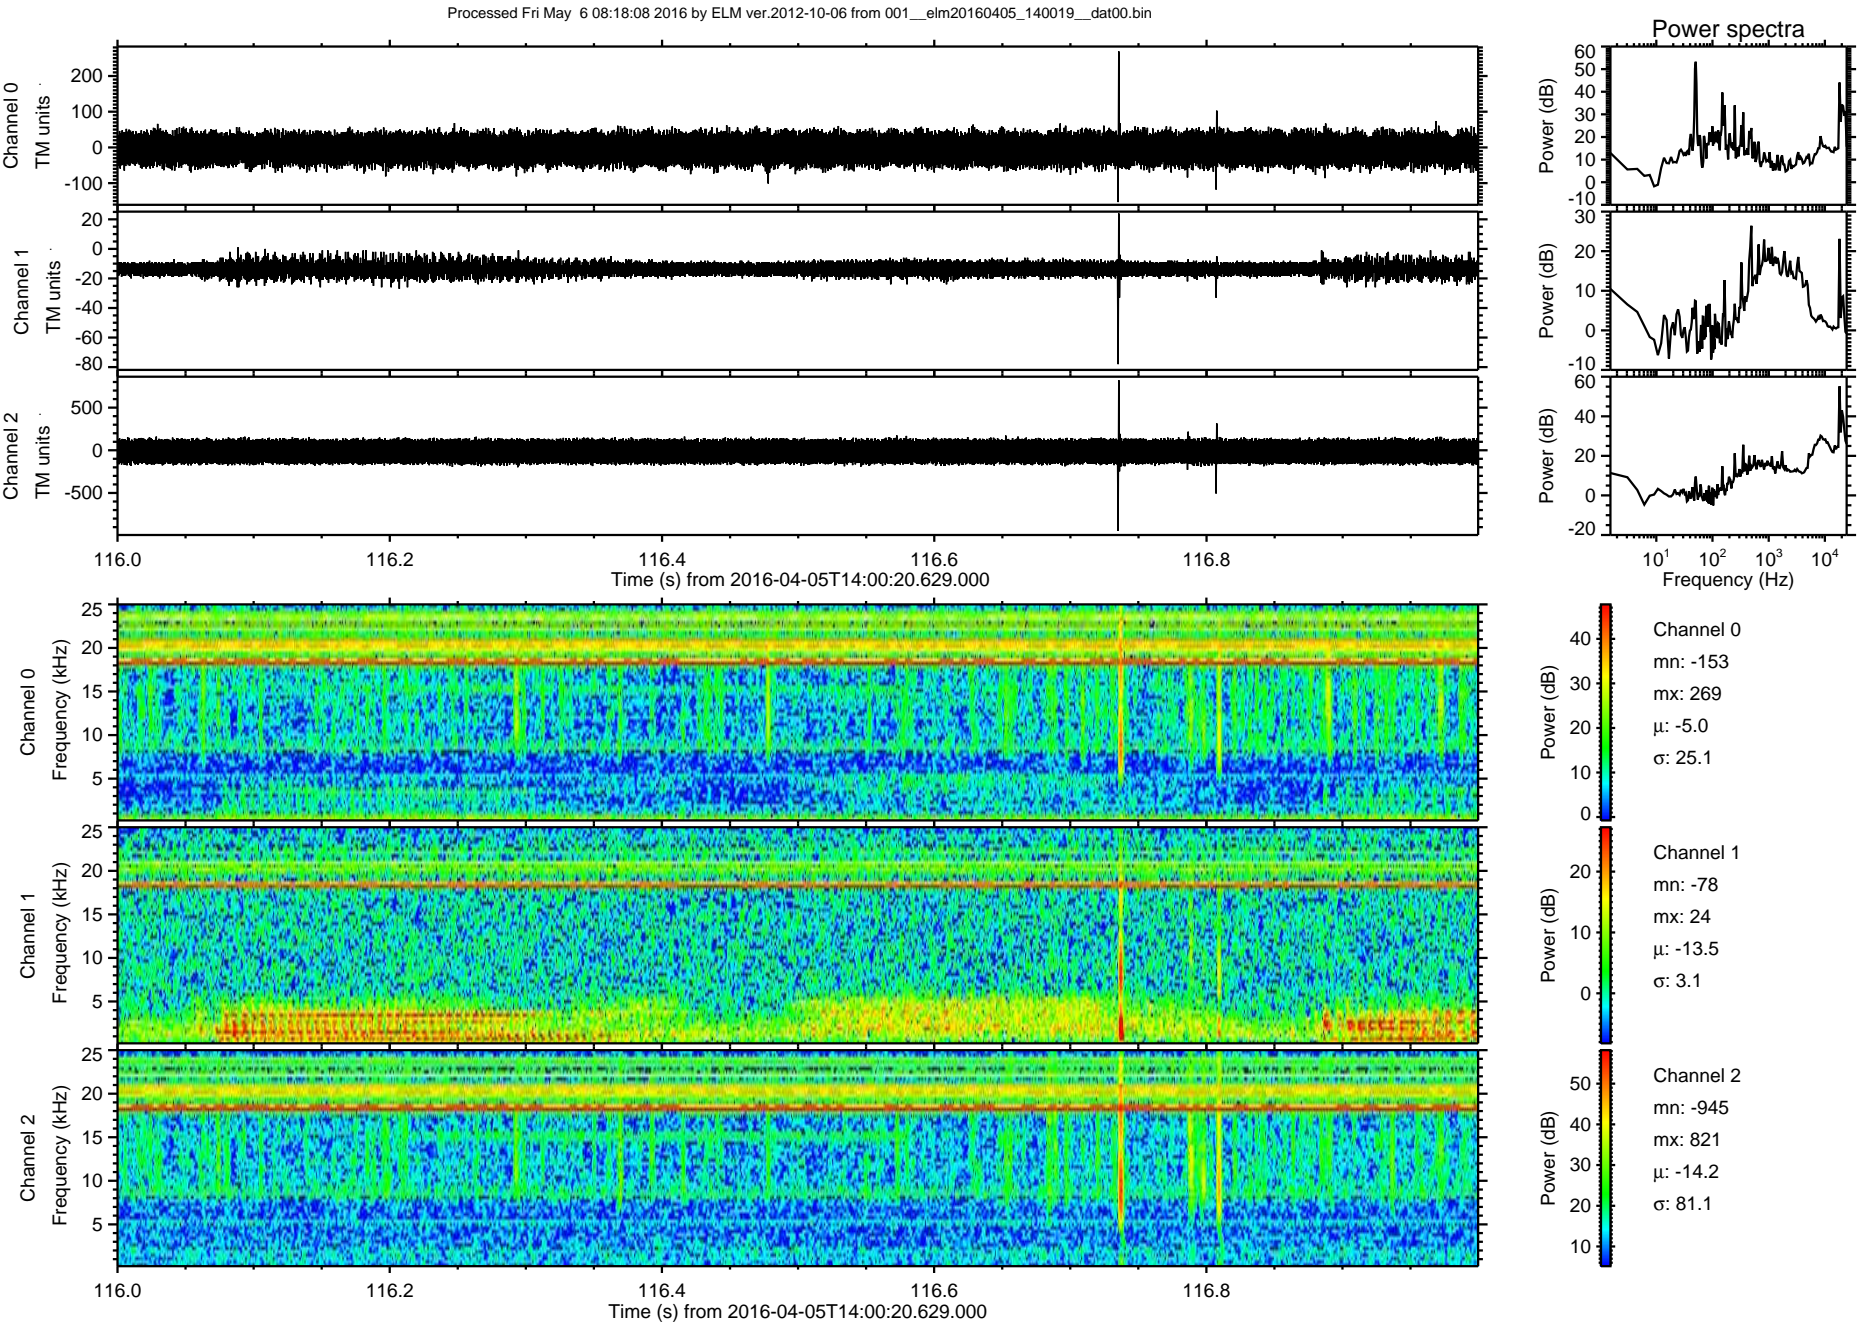 Processed Fri May  6 08:18:08 2016 by ELM ver.2012-10-06 from 001__elm20160405_140019__dat00.bin
Power spectra
Channel 0
TM units
200
100
0
-100
Power (dB)
60
50
40
30
20
10
0
-10
Channel 1
TM units
20
0
-20
-40
-60
-80
Power (dB)
30
20
10
0
-10
Channel 2
TM units
500
0
-500
Power (dB)
60
40
20
0
-20
116.0 116.2 116.4 116.6 116.8
Time (s) from 2016-04-05T14:00:20.629.000
10¹ 10² 10³ 10⁴
Frequency (Hz)
Channel 0
Frequency (kHz)
25
20
15
10
5
Power (dB)
40
30
20
10
0
Channel 0
mn: -153
mx: 269
μ: -5.0
σ: 25.1
Channel 1
Frequency (kHz)
25
20
15
10
5
Power (dB)
20
10
0
Channel 1
mn: -78
mx: 24
μ: -13.5
σ: 3.1
Channel 2
Frequency (kHz)
25
20
15
10
5
Power (dB)
50
40
30
20
10
Channel 2
mn: -945
mx: 821
μ: -14.2
σ: 81.1
116.0 116.2 116.4 116.6 116.8
Time (s) from 2016-04-05T14:00:20.629.000